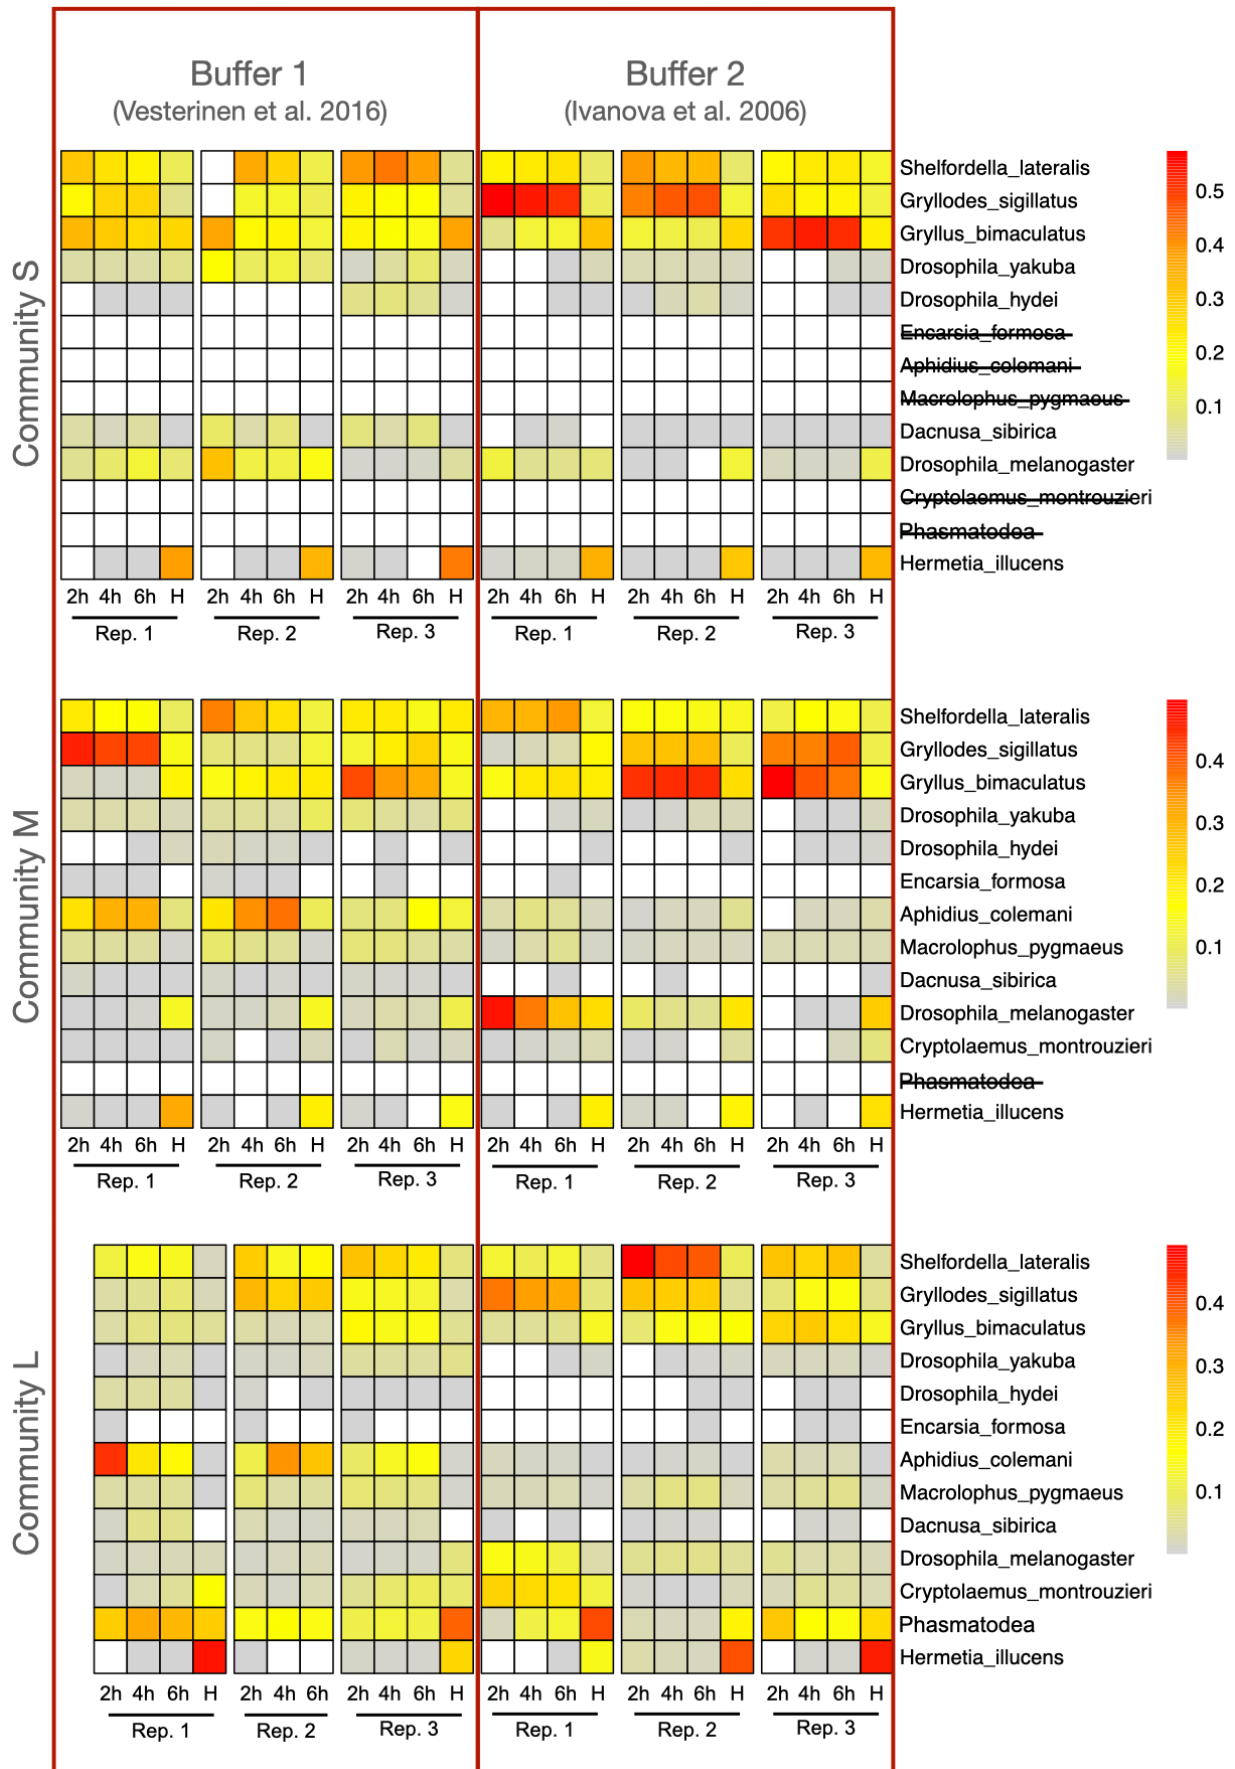 Buffer 1
(Vesterinen et al. 2016)
Buffer 2
(Ivanova et al. 2006)
Community S
Shelfordella_lateralis
Gryllodes_sigillatus
Gryllus_bimaculatus
Drosophila_yakuba
Drosophila_hydei
Encarsia_formosa
Aphidius_colemani
Macrolophus_pygmaeus
Dacnusa_sibirica
Drosophila_melanogaster
Cryptolaemus_montrouzieri
Phasmatodea
Hermetia_illucens
0.5
0.4
0.3
0.2
0.1
2h 4h 6h H 2h 4h 6h H 2h 4h 6h H 2h 4h 6h H 2h 4h 6h H 2h 4h 6h H
Rep. 1 Rep. 2 Rep. 3 Rep. 1 Rep. 2 Rep. 3
Community M
Shelfordella_lateralis
Gryllodes_sigillatus
Gryllus_bimaculatus
Drosophila_yakuba
Drosophila_hydei
Encarsia_formosa
Aphidius_colemani
Macrolophus_pygmaeus
Dacnusa_sibirica
Drosophila_melanogaster
Cryptolaemus_montrouzieri
Phasmatodea
Hermetia_illucens
0.4
0.3
0.2
0.1
2h 4h 6h H 2h 4h 6h H 2h 4h 6h H 2h 4h 6h H 2h 4h 6h H 2h 4h 6h H
Rep. 1 Rep. 2 Rep. 3 Rep. 1 Rep. 2 Rep. 3
Community L
Shelfordella_lateralis
Gryllodes_sigillatus
Gryllus_bimaculatus
Drosophila_yakuba
Drosophila_hydei
Encarsia_formosa
Aphidius_colemani
Macrolophus_pygmaeus
Dacnusa_sibirica
Drosophila_melanogaster
Cryptolaemus_montrouzieri
Phasmatodea
Hermetia_illucens
0.4
0.3
0.2
0.1
2h 4h 6h H 2h 4h 6h 2h 4h 6h H 2h 4h 6h H 2h 4h 6h H 2h 4h 6h H
Rep. 1 Rep. 2 Rep. 3 Rep. 1 Rep. 2 Rep. 3